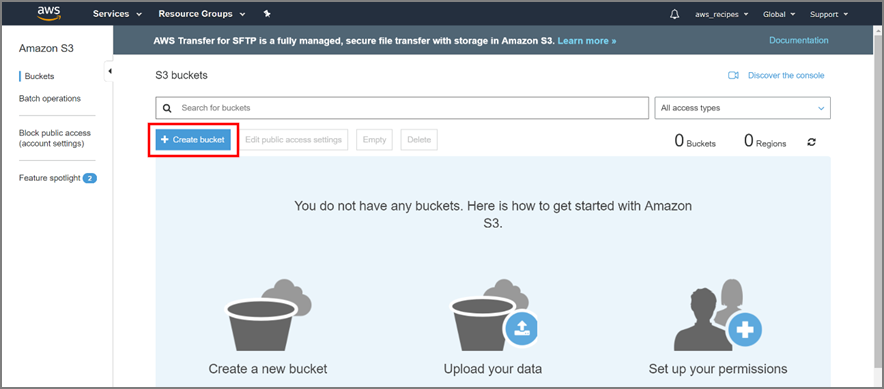 aws
Services
Resource Groups
aws_recipes
Global
Support
Amazon S3
Buckets
Batch operations
Block public access
(account settings)
Feature spotlight 2
AWS Transfer for SFTP is a fully managed, secure file transfer with storage in Amazon S3. Learn more »
Documentation
S3 buckets
Discover the console
Search for buckets
All access types
+ Create bucket
Edit public access settings
Empty
Delete
0 Buckets
0 Regions
You do not have any buckets. Here is how to get started with Amazon
S3.
Create a new bucket
Upload your data
Set up your permissions